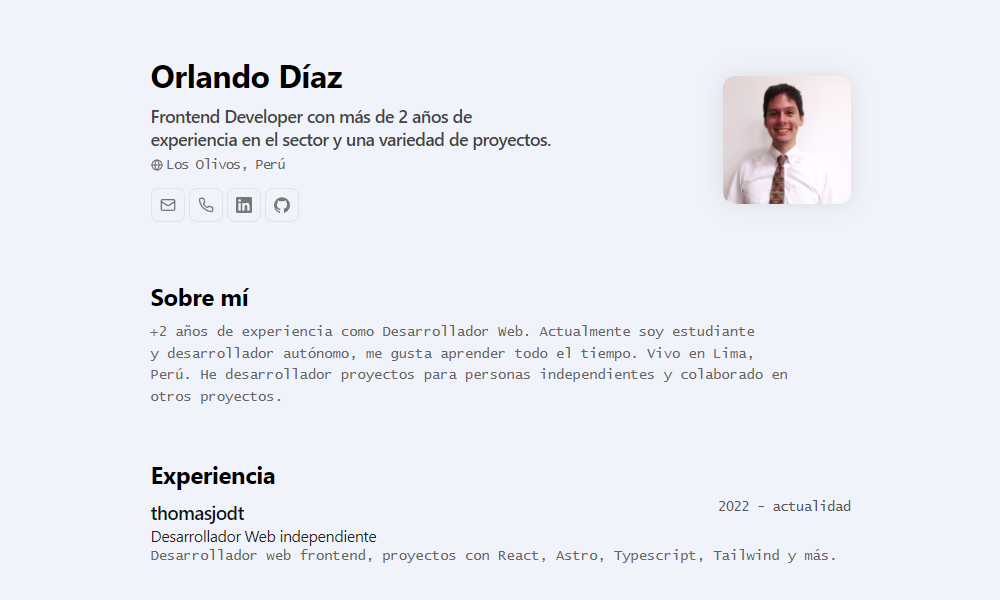 Orlando Díaz
Frontend Developer con más de 2 años de
experiencia en el sector y una variedad de proyectos.
Los Olivos, Perú
in
Sobre mí
+2 años de experiencia como Desarrollador Web. Actualmente soy estudiante
y desarrollador autónomo, me gusta aprender todo el tiempo. Vivo en Lima,
Perú. He desarrollador proyectos para personas independientes y colaborado en
otros proyectos.
Experiencia
thomasjodt
2022 - actualidad
Desarrollador Web independiente
Desarrollador web frontend, proyectos con React, Astro, Typescript, Tailwind y más.